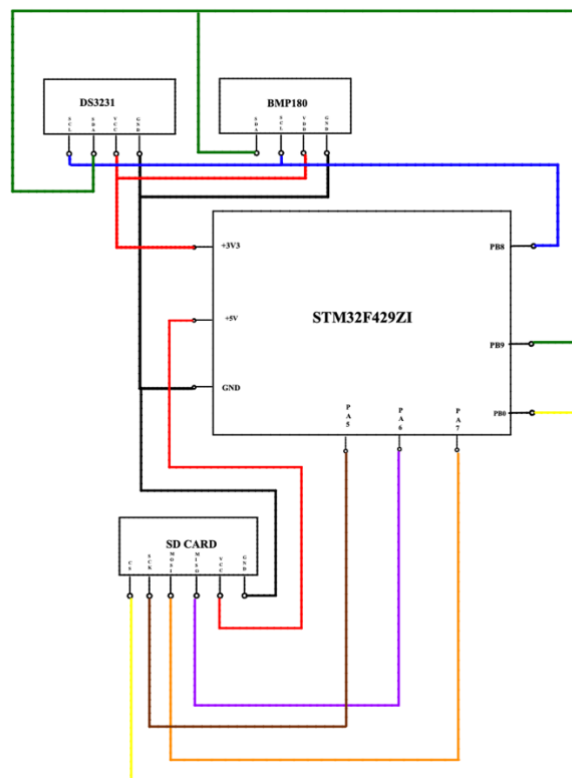 DS3231
SCL SDA VCC GND
BMP180
SDA SCL VDD GND
+3V3
PB8
+5V
STM32F429ZI
PB9
GND
PA5
PA6
PA7
PB0
SD CARD
CS SCK MOSI MISO VCC GND